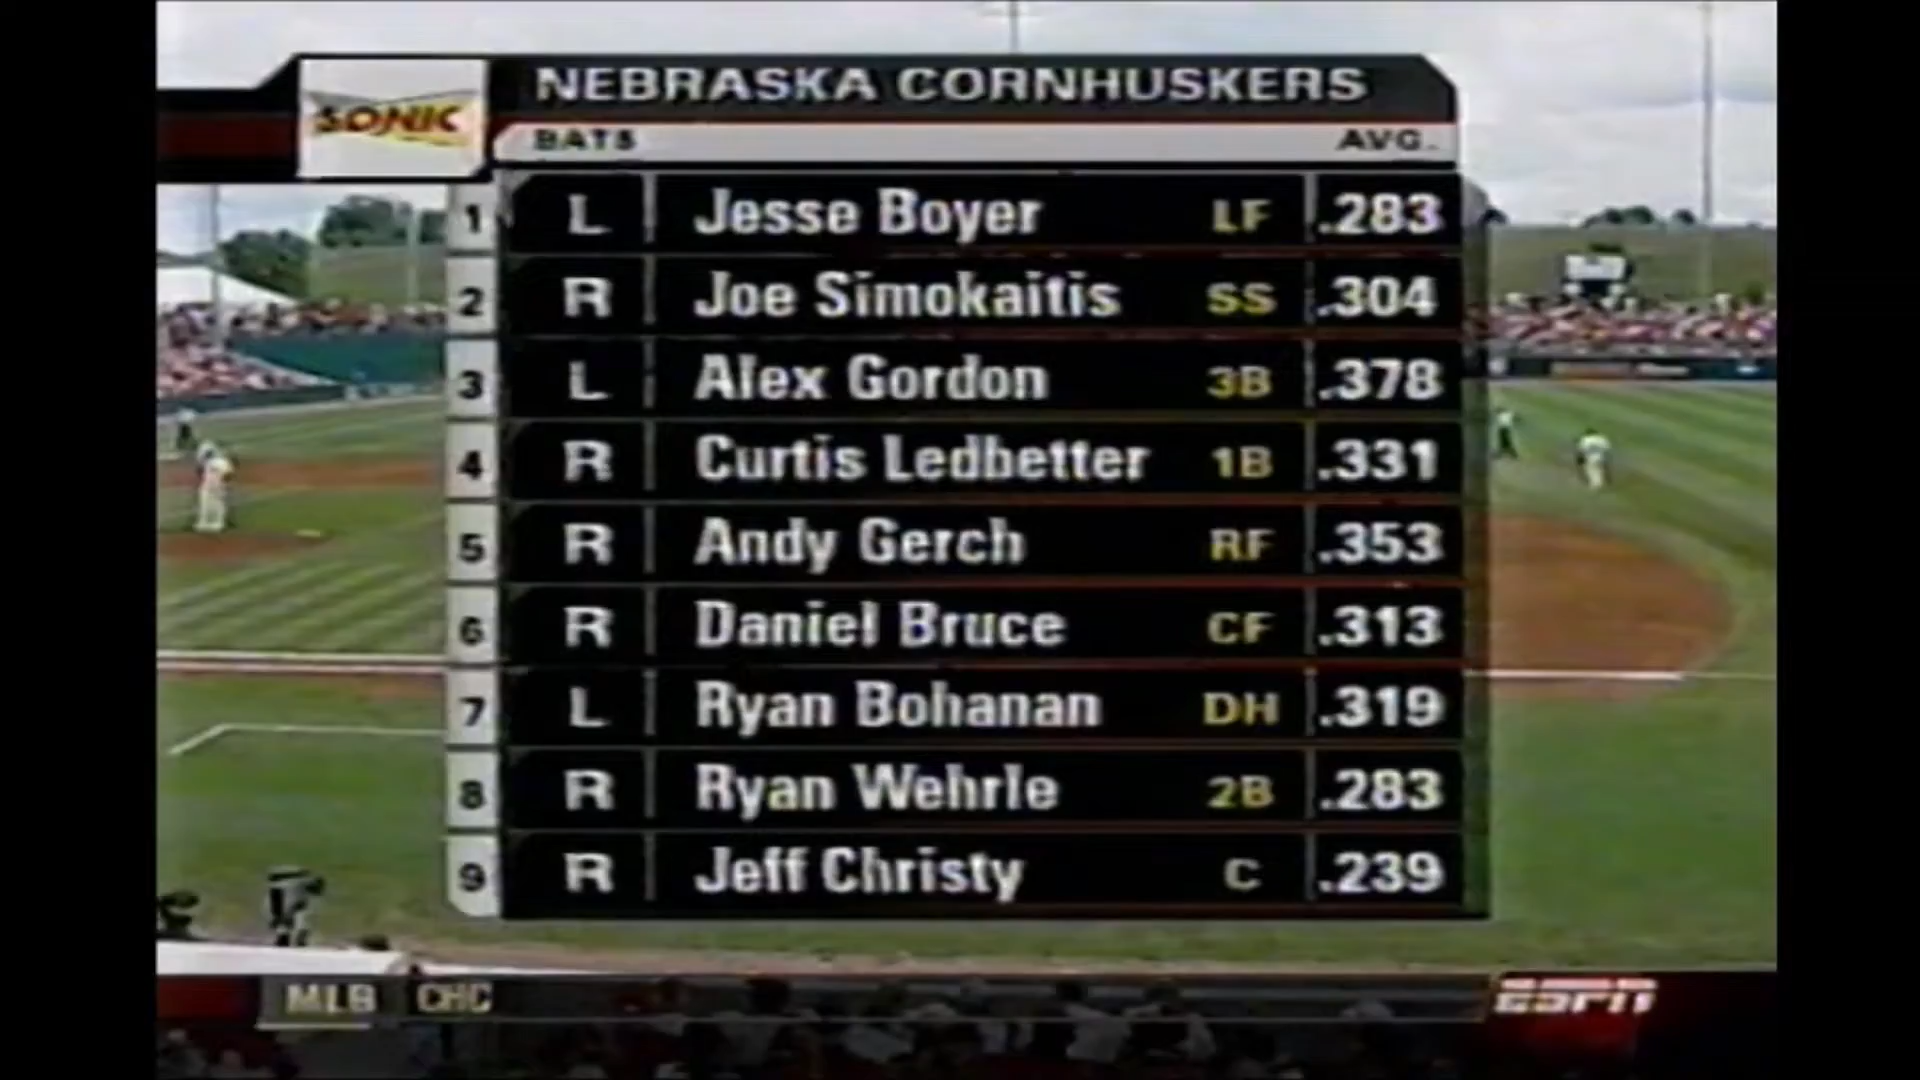 NEBRASKA CORNHUSKERS
SONIC
BATS AVG.
1 L Jesse Boyer LF .283
2 R Joe Simokaitis SS .304
3 L Alex Gordon 3B .378
4 R Curtis Ledbetter 1B .331
5 R Andy Gerch RF .353
6 R Daniel Bruce CF .313
7 L Ryan Bohanan DH .319
8 R Ryan Wehrle 2B .283
9 R Jeff Christy C .239
MLB CHC ESPN